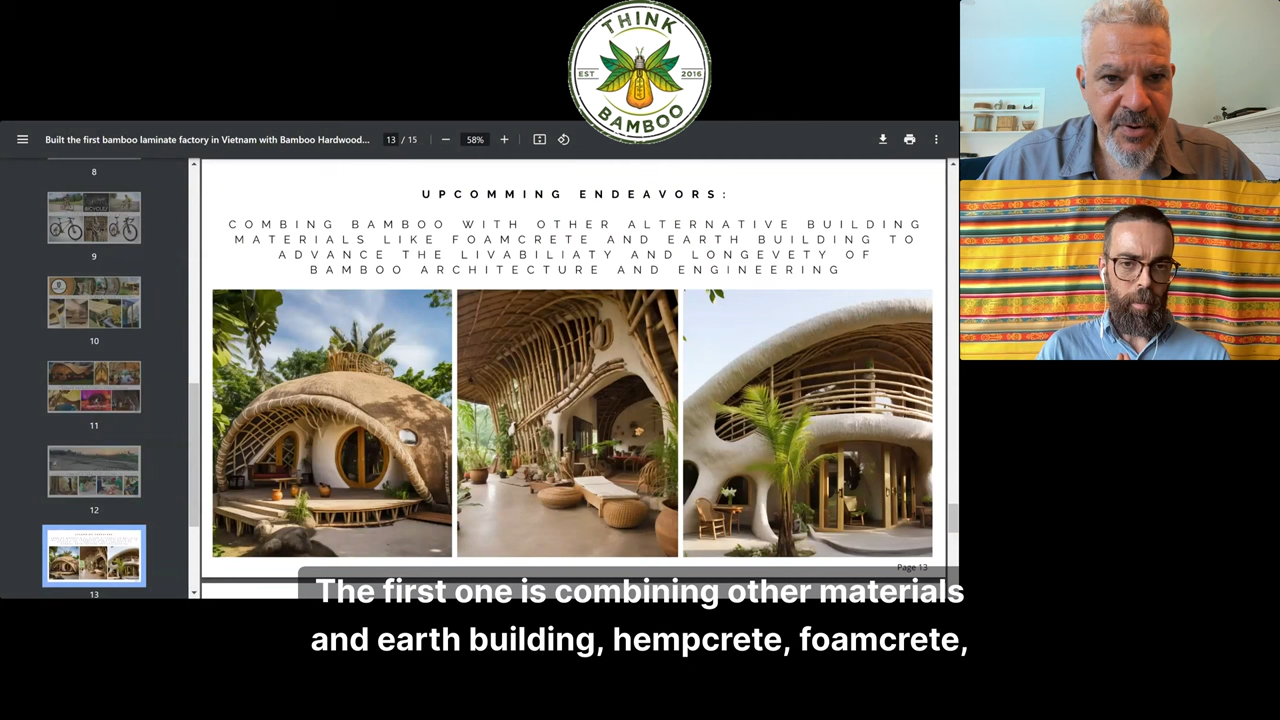 THINK
EST
2016
BAMBOO
Built the first bamboo laminate factory in Vietnam with Bamboo Hardwood...
13 / 15
58%
8
9
10
11
12
13
UPCOMMING ENDEAVORS:
COMBING BAMBOO WITH OTHER ALTERNATIVE BUILDING
MATERIALS LIKE FOAMCRETE AND EARTH BUILDING TO
ADVANCE THE LIVABILIATY AND LONGEVETY OF
BAMBOO ARCHITECTURE AND ENGINEERING
Page 13
The first one is combining other materials
and earth building, hempcrete, foamcrete,